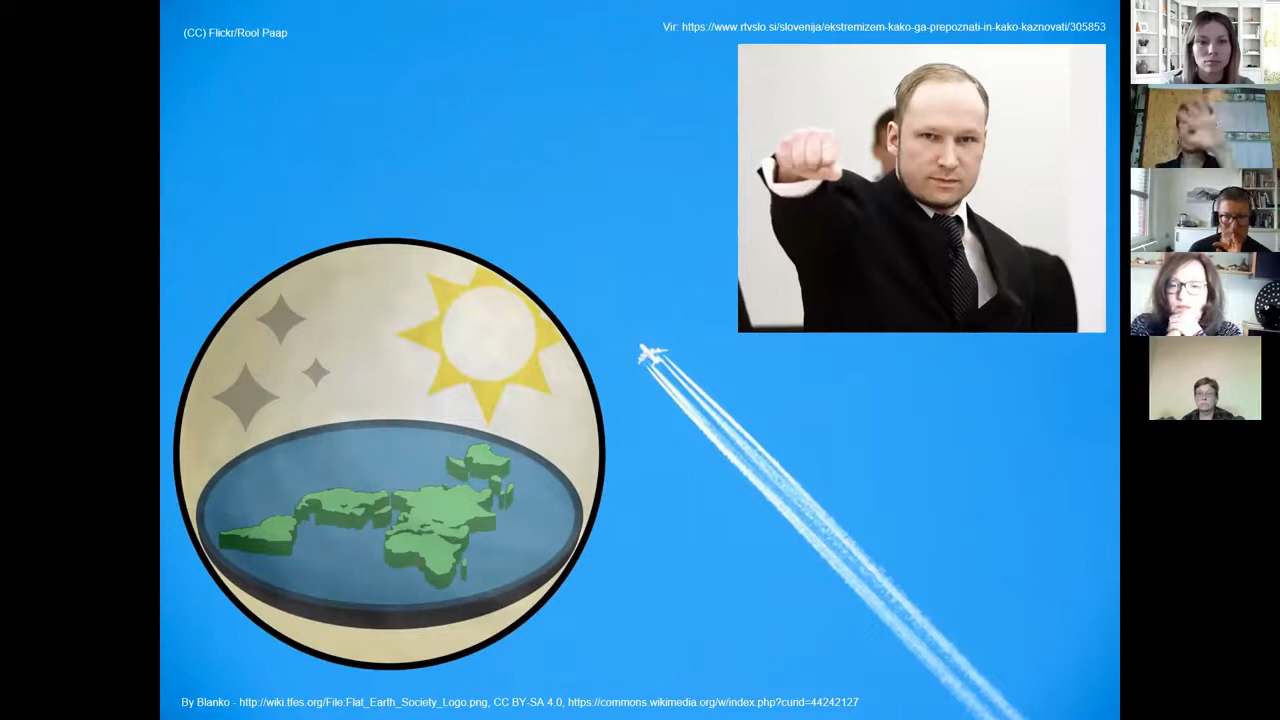 (CC) Flickr/Rool Paap
Vir: https://www.rtvslo.si/slovenija/ekstremizem-kako-ga-prepoznati-in-kako-kaznovati/305853
By Blanko - http://wiki.tfes.org/File:Flat_Earth_Society_Logo.png, CC BY-SA 4.0, https://commons.wikimedia.org/w/index.php?curid=44242127